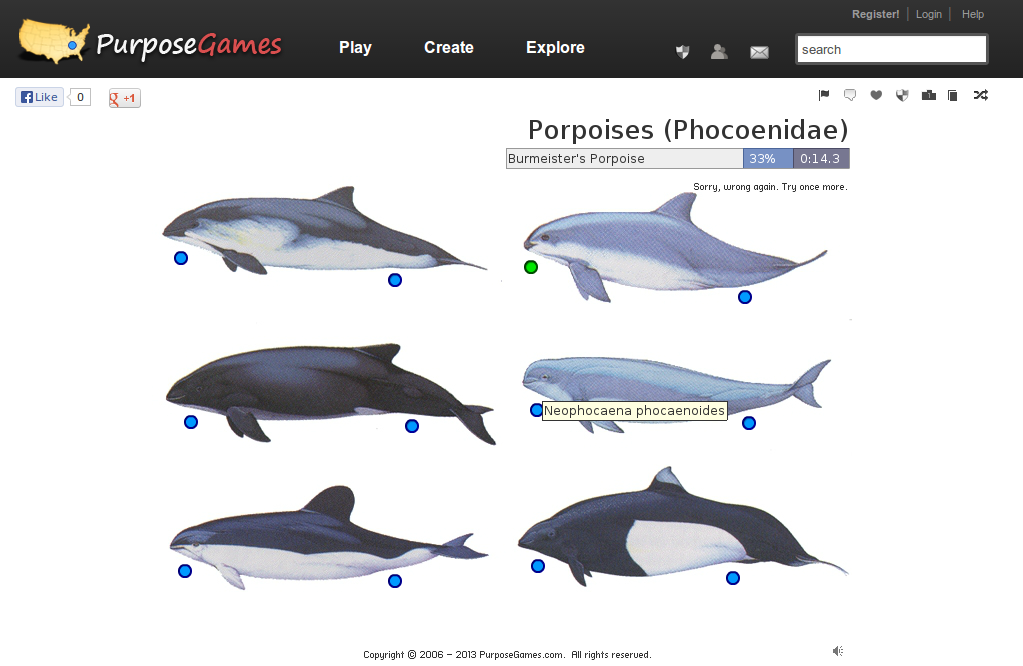 Register! | Login | Help
PurposeGames Play Create Explore search
Like 0 +1
Porpoises (Phocoenidae)
Burmeister's Porpoise 33% 0:14.3
Sorry, wrong again. Try once more.
Neophocaena phocaenoides
Copyright © 2006 - 2013 PurposeGames.com. All rights reserved.